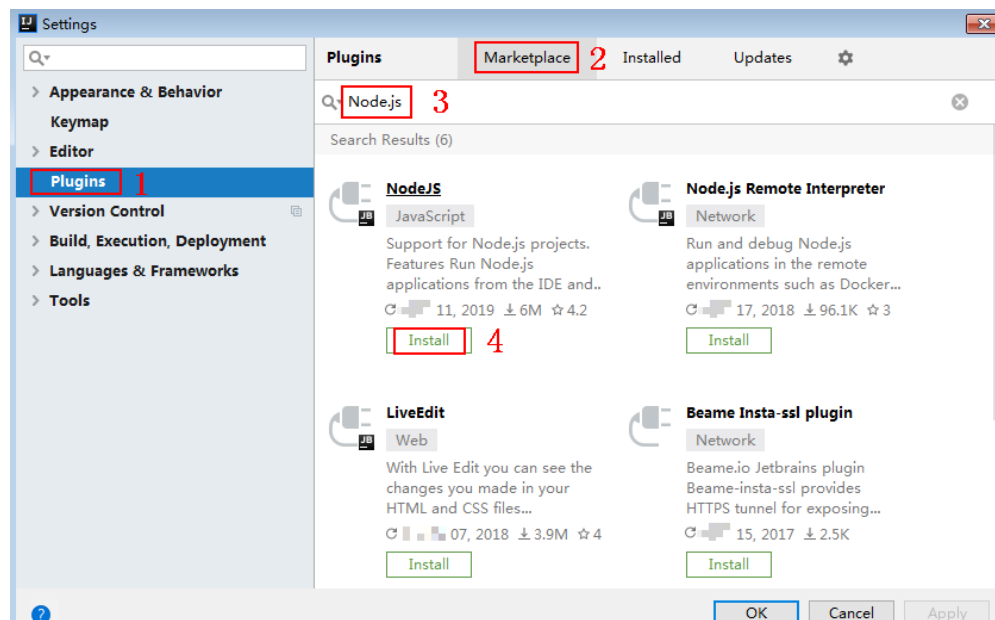 Settings
Plugins Marketplace 2 Installed Updates
Appearance & Behavior
Keymap
Editor
Plugins 1
Version Control
Build, Execution, Deployment
Languages & Frameworks
Tools
Node.js 3
Search Results (6)
NodeJS
JavaScript
Support for Node.js projects.
Features Run Node.js
applications from the IDE and..
11, 2019 6M 4.2
Install 4
Node.js Remote Interpreter
Network
Run and debug Node.js
applications in the remote
environments such as Docker...
17, 2018 96.1K 3
Install
LiveEdit
Web
With Live Edit you can see the
changes you made in your
HTML and CSS files...
07, 2018 3.9M 4
Install
Beame Insta-ssl plugin
Network
Beame.io Jetbrains plugin
Beame-insta-ssl provides
HTTPS tunnel for exposing...
15, 2017 2.5K
Install
?
OK Cancel Apply